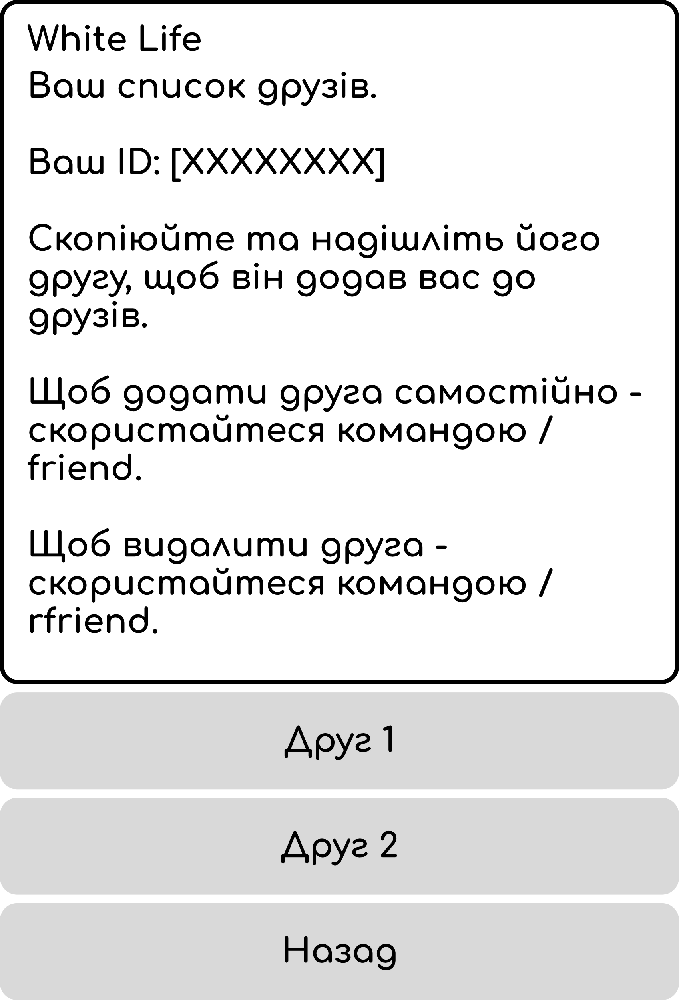 White Life
Ваш список друзів.
Ваш ID: [XXXXXXXX]
Скопіюйте та надішліть його
другу, щоб він додав вас до
друзів.
Щоб додати друга самостійно -
скористайтеся командою /
friend.
Щоб видалити друга -
скористайтеся командою /
rfriend.
Друг 1
Друг 2
Назад